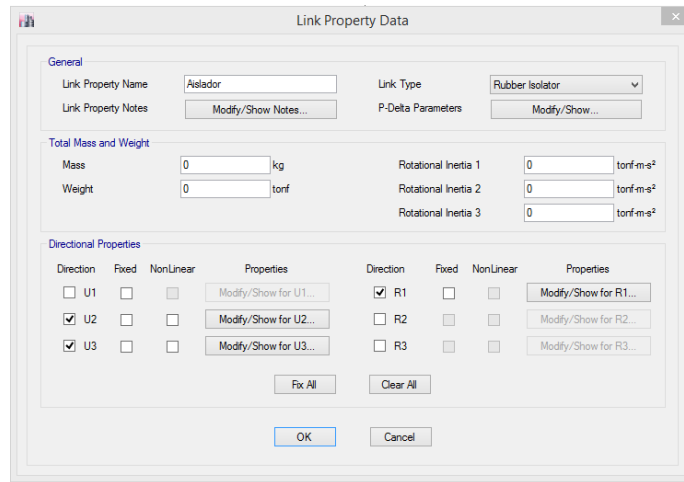 Link Property Data
General
Link Property Name Aislador Link Type Rubber Isolator
Link Property Notes Modify/Show Notes... P-Delta Parameters Modify/Show...
Total Mass and Weight
Mass 0 kg Rotational Inertia 1 0 tonf-m-s²
Weight 0 tonf Rotational Inertia 2 0 tonf-m-s²
Rotational Inertia 3 0 tonf-m-s²
Directional Properties
Direction Fixed NonLinear Properties Direction Fixed NonLinear Properties
U1 Modify/Show for U1... R1 Modify/Show for R1...
U2 Modify/Show for U2... R2 Modify/Show for R2...
U3 Modify/Show for U3... R3 Modify/Show for R3...
Fix All Clear All
OK Cancel